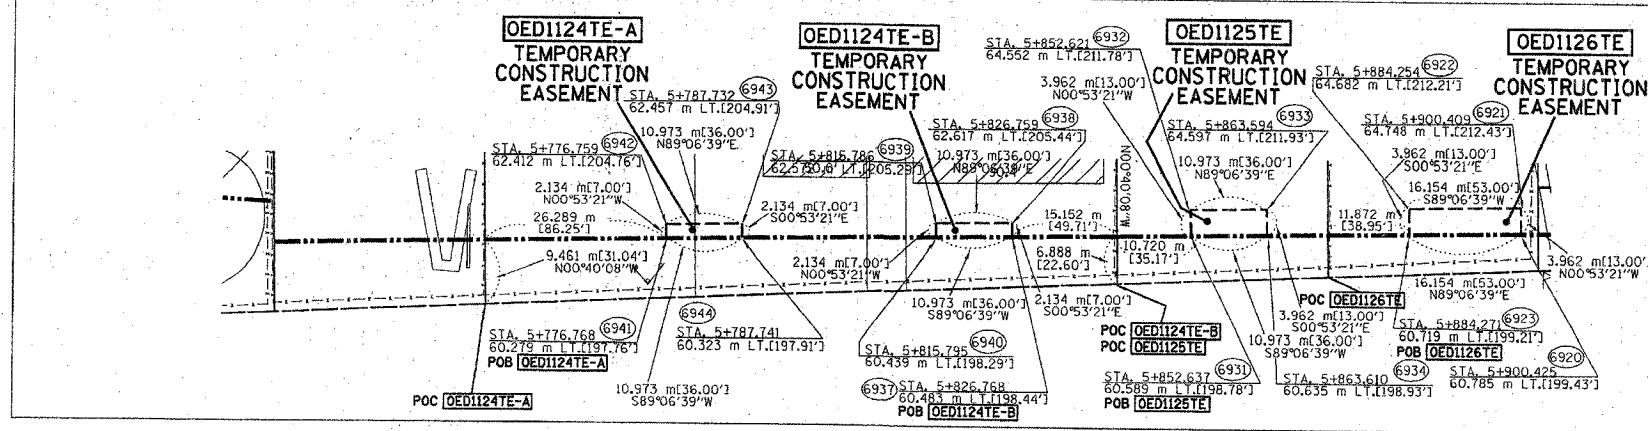 OED1124TE-A
TEMPORARY
CONSTRUCTION
EASEMENT
STA. 5+787.732 6943
62.457 m LT.[204.91']
10.973 m[36.00']
N89°06'39"E
STA. 5+776.759 6942
62.412 m LT.[204.76']
2.134 m[7.00']
N00°53'21"W
26.289 m
[86.25']
2.134 m[7.00']
S00°53'21"E
9.461 m[31.04']
N00°40'08"W
6944
STA. 5+787.741
60.323 m LT.[197.91']
STA. 5+776.768 6941
60.279 m LT.[197.76']
POB OED1124TE-A
10.973 m[36.00']
S89°06'39"W
POC OED1124TE-A
OED1124TE-B
TEMPORARY
CONSTRUCTION
EASEMENT
STA. 5+826.759 6938
62.617 m LT.[205.44']
10.973 m[36.00']
N89°06'39"E
STA. 5+815.786 6939
LT.[205.29']
2.134 m[7.00']
N00°53'21"W
10.973 m[36.00']
S89°06'39"W
2.134 m[7.00']
S00°53'21"E
15.152 m
[49.71']
6.888 m
[22.60']
N00°40'08"W
STA. 5+815.795 6940
60.439 m LT.[198.29']
6937 STA. 5+826.768
60.483 m LT.[198.44']
POB OED1124TE-B
POC OED1124TE-B
POC OED1125TE
OED1125TE
TEMPORARY
CONSTRUCTION
EASEMENT
STA. 5+852.621 6932
64.552 m LT.[211.78']
3.962 m[13.00']
N00°53'21"W
6933
STA. 5+863.594
64.597 m LT.[211.93']
10.973 m[36.00']
N89°06'39"E
10.720 m
[35.17']
3.962 m[13.00']
S00°53'21"E
10.973 m[36.00']
S89°06'39"W
STA. 5+852.637 6931
60.589 m LT.[198.78']
POB OED1125TE
STA. 5+863.610 6934
60.635 m LT.[198.93']
POC OED1126TE
OED1126TE
TEMPORARY
CONSTRUCTION
EASEMENT
STA. 5+884.254 6922
64.682 m LT.[212.21']
STA. 5+900.409 6921
64.748 m LT.[212.43']
3.962 m[13.00']
S00°53'21"E
16.154 m[53.00']
S89°06'39"W
11.872 m
[38.95']
3.962 m[13.00']
N00°53'21"W
16.154 m[53.00']
N89°06'39"E
STA. 5+884.271 6923
60.719 m LT.[199.21']
POB OED1126TE
6920
STA. 5+900.425
60.785 m LT.[199.43']